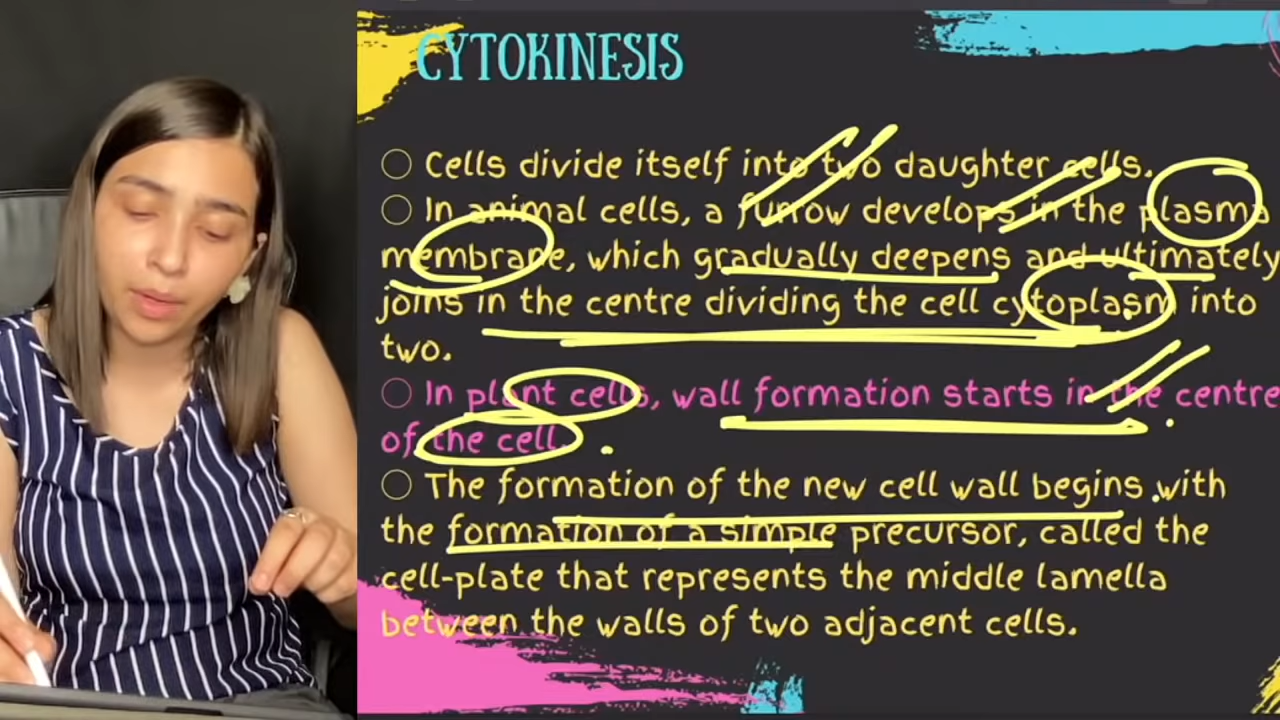 CYTOKINESIS
Cells divide itself into two daughter cells.
In animal cells, a furrow develops in the plasma
membrane, which gradually deepens and ultimately
joins in the centre dividing the cell cytoplasm into
two.
In plant cells, wall formation starts in the centre
of the cell.
The formation of the new cell wall begins with
the formation of a simple precursor, called the
cell-plate that represents the middle lamella
between the walls of two adjacent cells.